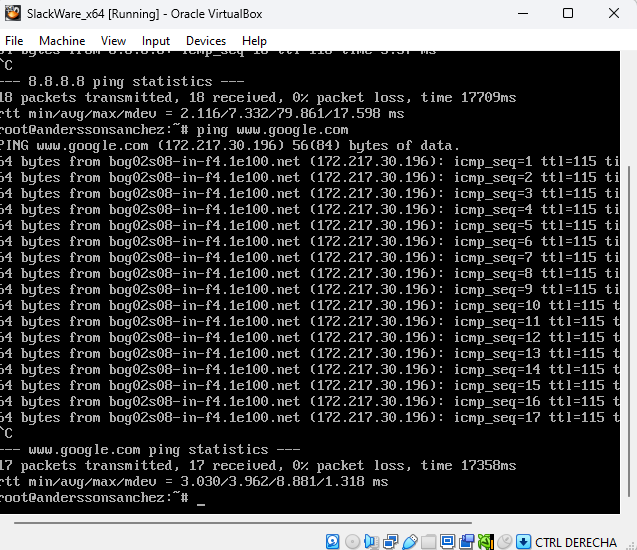 SlackWare_x64 [Running] - Oracle VirtualBox
File Machine View Input Devices Help
^C
--- 8.8.8.8 ping statistics ---
18 packets transmitted, 18 received, 0% packet loss, time 17709ms
rtt min/avg/max/mdev = 2.116/7.332/79.861/17.598 ms
root@anderssonsanchez:~# ping www.google.com
PING www.google.com (172.217.30.196) 56(84) bytes of data.
64 bytes from bog02s08-in-f4.1e100.net (172.217.30.196): icmp_seq=1 ttl=115 ti
64 bytes from bog02s08-in-f4.1e100.net (172.217.30.196): icmp_seq=2 ttl=115 ti
64 bytes from bog02s08-in-f4.1e100.net (172.217.30.196): icmp_seq=3 ttl=115 ti
64 bytes from bog02s08-in-f4.1e100.net (172.217.30.196): icmp_seq=4 ttl=115 ti
64 bytes from bog02s08-in-f4.1e100.net (172.217.30.196): icmp_seq=5 ttl=115 ti
64 bytes from bog02s08-in-f4.1e100.net (172.217.30.196): icmp_seq=6 ttl=115 ti
64 bytes from bog02s08-in-f4.1e100.net (172.217.30.196): icmp_seq=7 ttl=115 ti
64 bytes from bog02s08-in-f4.1e100.net (172.217.30.196): icmp_seq=8 ttl=115 ti
64 bytes from bog02s08-in-f4.1e100.net (172.217.30.196): icmp_seq=9 ttl=115 ti
64 bytes from bog02s08-in-f4.1e100.net (172.217.30.196): icmp_seq=10 ttl=115 t
64 bytes from bog02s08-in-f4.1e100.net (172.217.30.196): icmp_seq=11 ttl=115 t
64 bytes from bog02s08-in-f4.1e100.net (172.217.30.196): icmp_seq=12 ttl=115 t
64 bytes from bog02s08-in-f4.1e100.net (172.217.30.196): icmp_seq=13 ttl=115 t
64 bytes from bog02s08-in-f4.1e100.net (172.217.30.196): icmp_seq=14 ttl=115 t
64 bytes from bog02s08-in-f4.1e100.net (172.217.30.196): icmp_seq=15 ttl=115 t
64 bytes from bog02s08-in-f4.1e100.net (172.217.30.196): icmp_seq=16 ttl=115 t
64 bytes from bog02s08-in-f4.1e100.net (172.217.30.196): icmp_seq=17 ttl=115 t
^C
--- www.google.com ping statistics ---
17 packets transmitted, 17 received, 0% packet loss, time 17358ms
rtt min/avg/max/mdev = 3.030/3.962/8.881/1.318 ms
root@anderssonsanchez:~# _
CTRL DERECHA